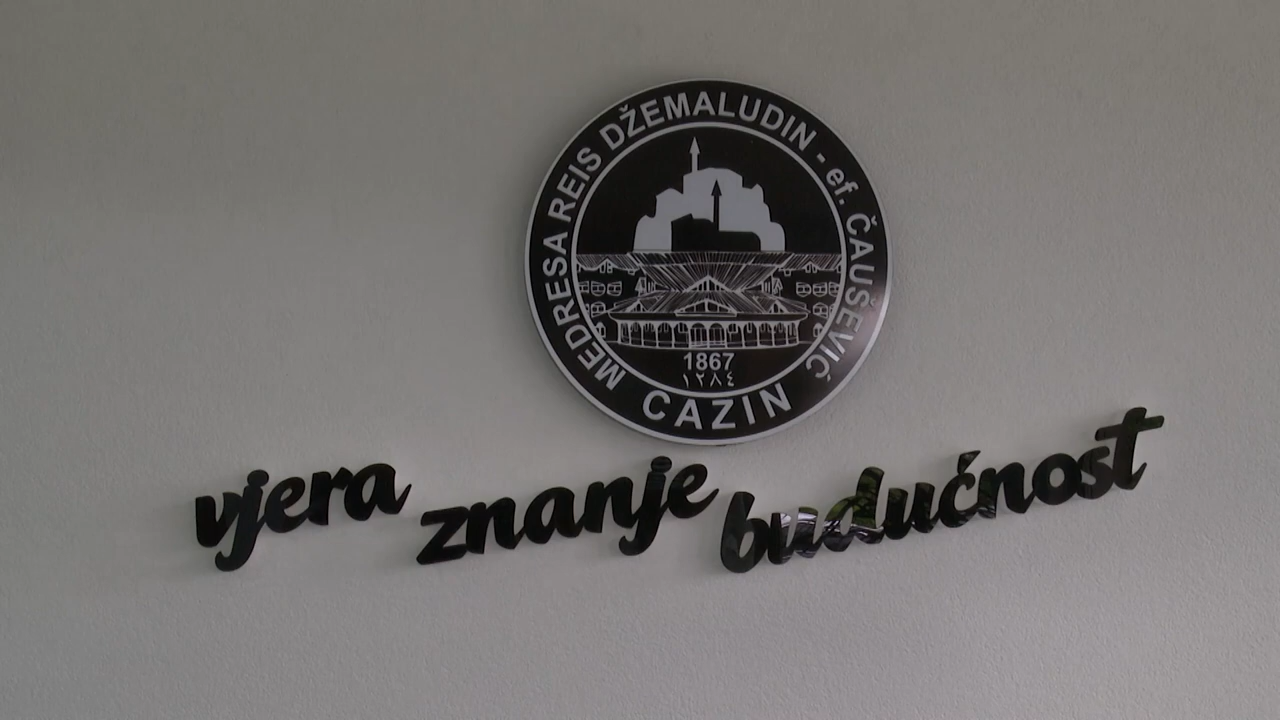 MEDRESA REIS DŽEMALUDIN - ef. ČAUŠEVIĆ
1867
١٢٨٤
CAZIN
vjera znanje budućnost